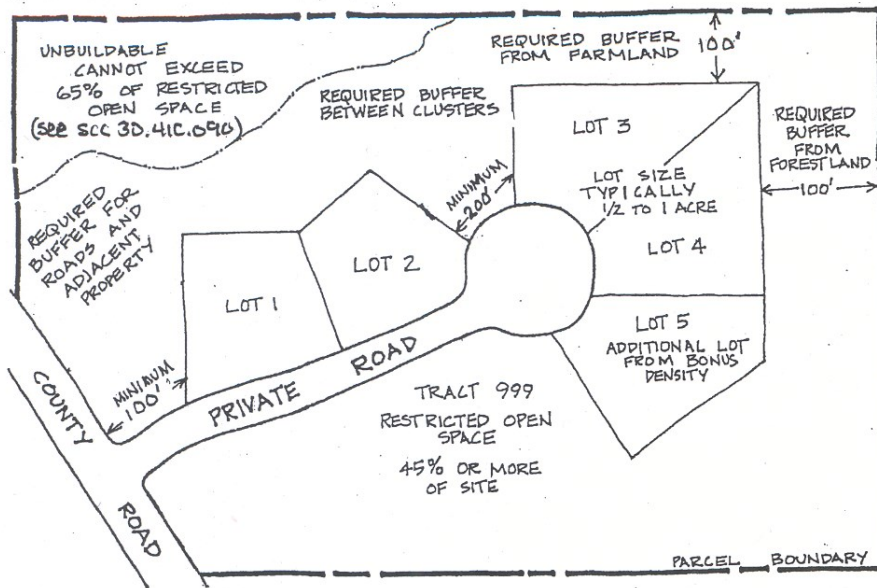 UNBUILDABLE
CANNOT EXCEED
65% OF RESTRICTED
OPEN SPACE
(see SCC 30.41C.090)
REQUIRED BUFFER
FROM FARMLAND
100'
REQUIRED BUFFER
BETWEEN CLUSTERS
REQUIRED
BUFFER
FROM
FORESTLAND
100'
LOT 3
LOT SIZE
TYPICALLY
1/2 TO 1 ACRE
MINIMUM
200'
REQUIRED
BUFFER FOR
ROADS AND
ADJACENT
PROPERTY
LOT 1
LOT 2
LOT 4
LOT 5
ADDITIONAL LOT
FROM BONUS
DENSITY
MINIMUM
100'
PRIVATE ROAD
COUNTY
ROAD
TRACT 999
RESTRICTED OPEN
SPACE
45% OR MORE
OF SITE
PARCEL BOUNDARY